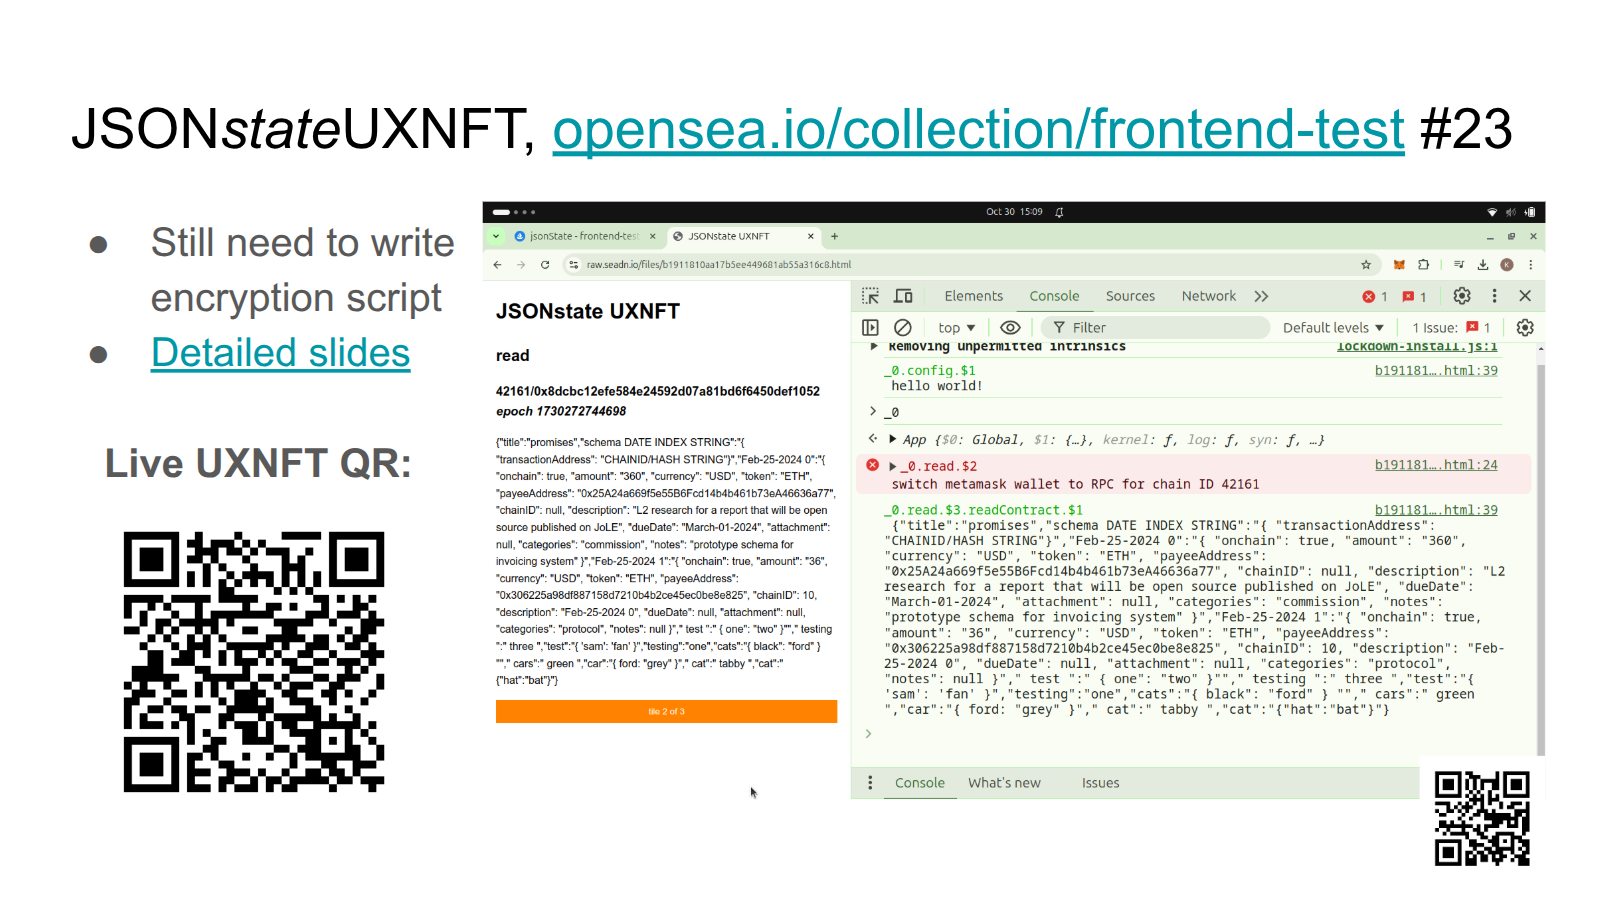 JSONstateUXNFT, opensea.io/collection/frontend-test #23
● Still need to write
encryption script
● Detailed slides
Live UXNFT QR:
Oct 30 15:09
jsonState - frontend-test
JSONstate UXNFT
raw.seadn.io/files/b1911810aa17b5ee449681ab55a316c8.html
K
JSONstate UXNFT
read
42161/0x8dcbc12efe584e24592d07a81bd6f6450def1052
epoch 1730272744698
{"title":"promises","schema DATE INDEX STRING":"{
"transactionAddress": "CHAINID/HASH STRING"}","Feb-25-2024 0":"{
"onchain": true, "amount": "360", "currency": "USD", "token": "ETH",
"payeeAddress": "0x25A24a669f5e55B6Fcd14b4b461b73eA46636a77",
"chainID": null, "description": "L2 research for a report that will be open
source published on JoLE", "dueDate": "March-01-2024", "attachment":
null, "categories": "commission", "notes": "prototype schema for
invoicing system" }","Feb-25-2024 1":"{ "onchain": true, "amount": "36",
"currency": "USD", "token": "ETH", "payeeAddress":
"0x306225a98df887158d7210b4b2ce45ec0be8e825", "chainID": 10,
"description": "Feb-25-2024 0", "dueDate": null, "attachment": null,
"categories": "protocol", "notes": null }"," test ":" { one": "two" }""," testing
":" three ","test":"{ 'sam': 'fan' }","testing":"one","cats":"{ black": "ford" }
""," cars":" green ","car":"{ ford: "grey" }"," cat":" tabby ","cat":"
{"hat":"bat"}"}
tile 2 of 3
Elements Console Sources Network 1 1
top Filter Default levels 1 Issue: 1
Removing unpermitted intrinsics lockdown-install.js:1
_0.config.$1 b191181….html:39
hello world!
_0
App {$0: Global, $1: {…}, kernel: ƒ, log: ƒ, syn: ƒ, …}
_0.read.$2 b191181….html:24
switch metamask wallet to RPC for chain ID 42161
_0.read.$3.readContract.$1 b191181….html:39
{"title":"promises","schema DATE INDEX STRING":"{ "transactionAddress":
"CHAINID/HASH STRING"}","Feb-25-2024 0":"{ "onchain": true, "amount": "360",
"currency": "USD", "token": "ETH", "payeeAddress":
"0x25A24a669f5e55B6Fcd14b4b461b73eA46636a77", "chainID": null, "description": "L2
research for a report that will be open source published on JoLE", "dueDate":
"March-01-2024", "attachment": null, "categories": "commission", "notes":
"prototype schema for invoicing system" }","Feb-25-2024 1":"{ "onchain": true,
"amount": "36", "currency": "USD", "token": "ETH", "payeeAddress":
"0x306225a98df887158d7210b4b2ce45ec0be8e825", "chainID": 10, "description": "Feb-
25-2024 0", "dueDate": null, "attachment": null, "categories": "protocol",
"notes": null }"," test ":" { one": "two" }""," testing ":" three ","test":"{
'sam': 'fan' }","testing":"one","cats":"{ black": "ford" } ""," cars":" green
","car":"{ ford: "grey" }"," cat":" tabby ","cat":"{"hat":"bat"}"}
Console What's new Issues